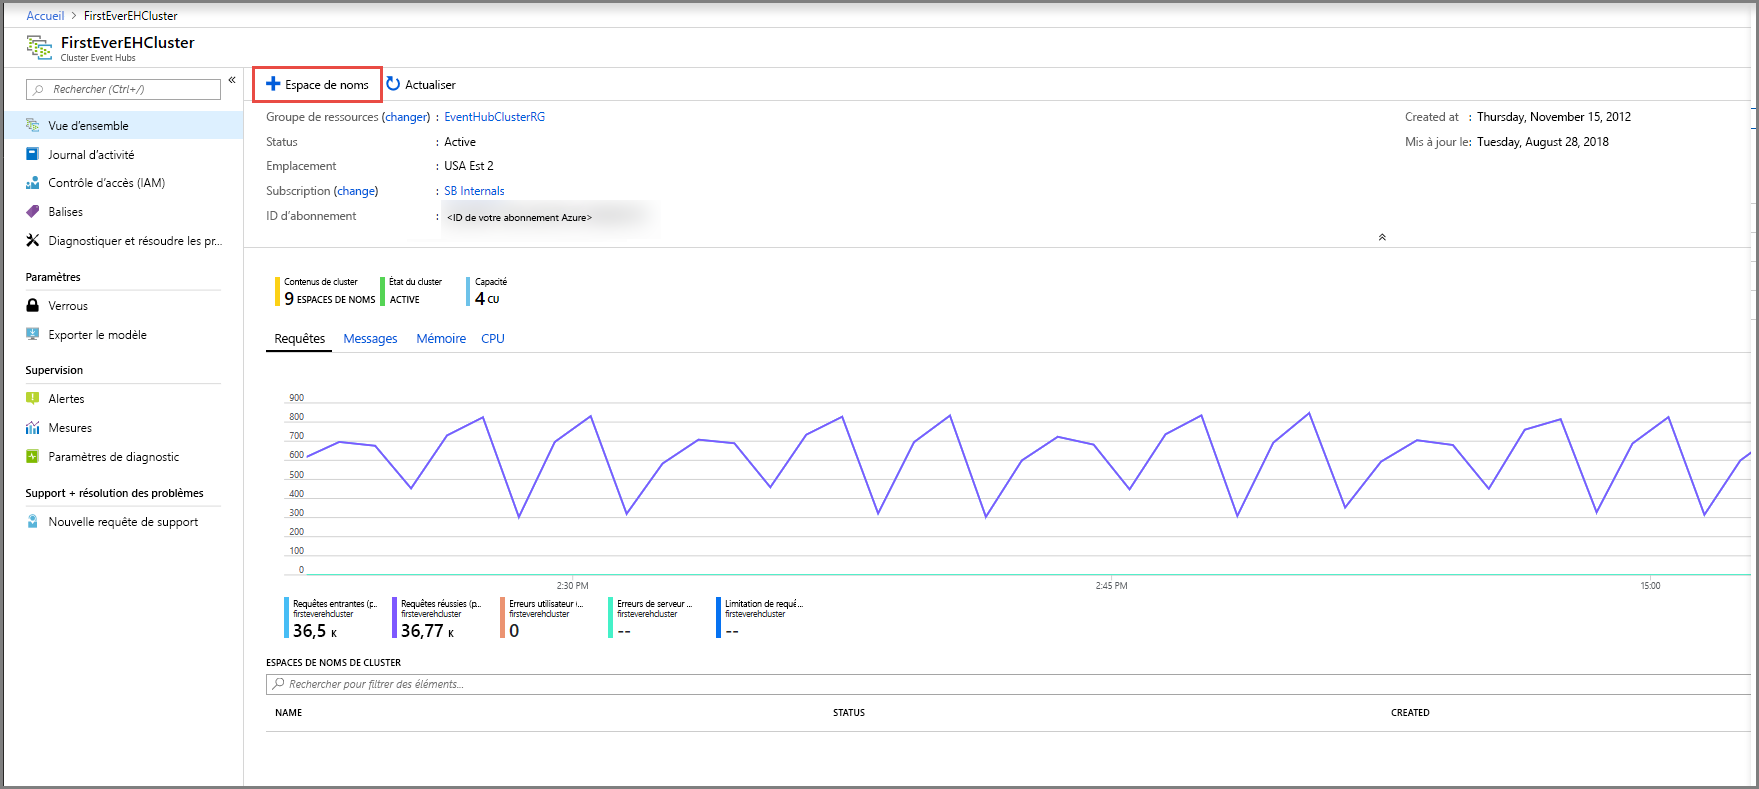 Accueil > FirstEverEHCluster
FirstEverEHCluster
Cluster Event Hubs
Rechercher (Ctrl+/)
«
Vue d'ensemble
Journal d'activité
Contrôle d'accès (IAM)
Balises
Diagnostiquer et résoudre les pr...
Paramètres
Verrous
Exporter le modèle
Supervision
Alertes
Mesures
Paramètres de diagnostic
Support + résolution des problèmes
Nouvelle requête de support
Espace de noms
Actualiser
Groupe de ressources (changer) : EventHubClusterRG
Status : Active
Emplacement : USA Est 2
Subscription (change) : SB Internals
ID d'abonnement : <ID de votre abonnement Azure>
Created at : Thursday, November 15, 2012
Mis à jour le: Tuesday, August 28, 2018
Contenus de cluster
9 ESPACES DE NOMS
État du cluster
ACTIVE
Capacité
4 CU
Requêtes Messages Mémoire CPU
900
800
700
600
500
400
300
200
100
0
2:30 PM 2:45 PM 15:00
Requêtes entrantes (p...
firsteverehcluster
36,5 K
Requêtes réussies (p...
firsteverehcluster
36,77 K
Erreurs utilisateur (...
firsteverehcluster
0
Erreurs de serveur ...
firsteverehcluster
--
Limitation de requê...
firsteverehcluster
--
ESPACES DE NOMS DE CLUSTER
Rechercher pour filtrer des éléments...
NAME STATUS CREATED